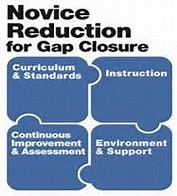 Novice
Reduction
for Gap Closure
Curriculum
& Standards
Instruction
Continuous
Improvement
& Assessment
Environment
& Support